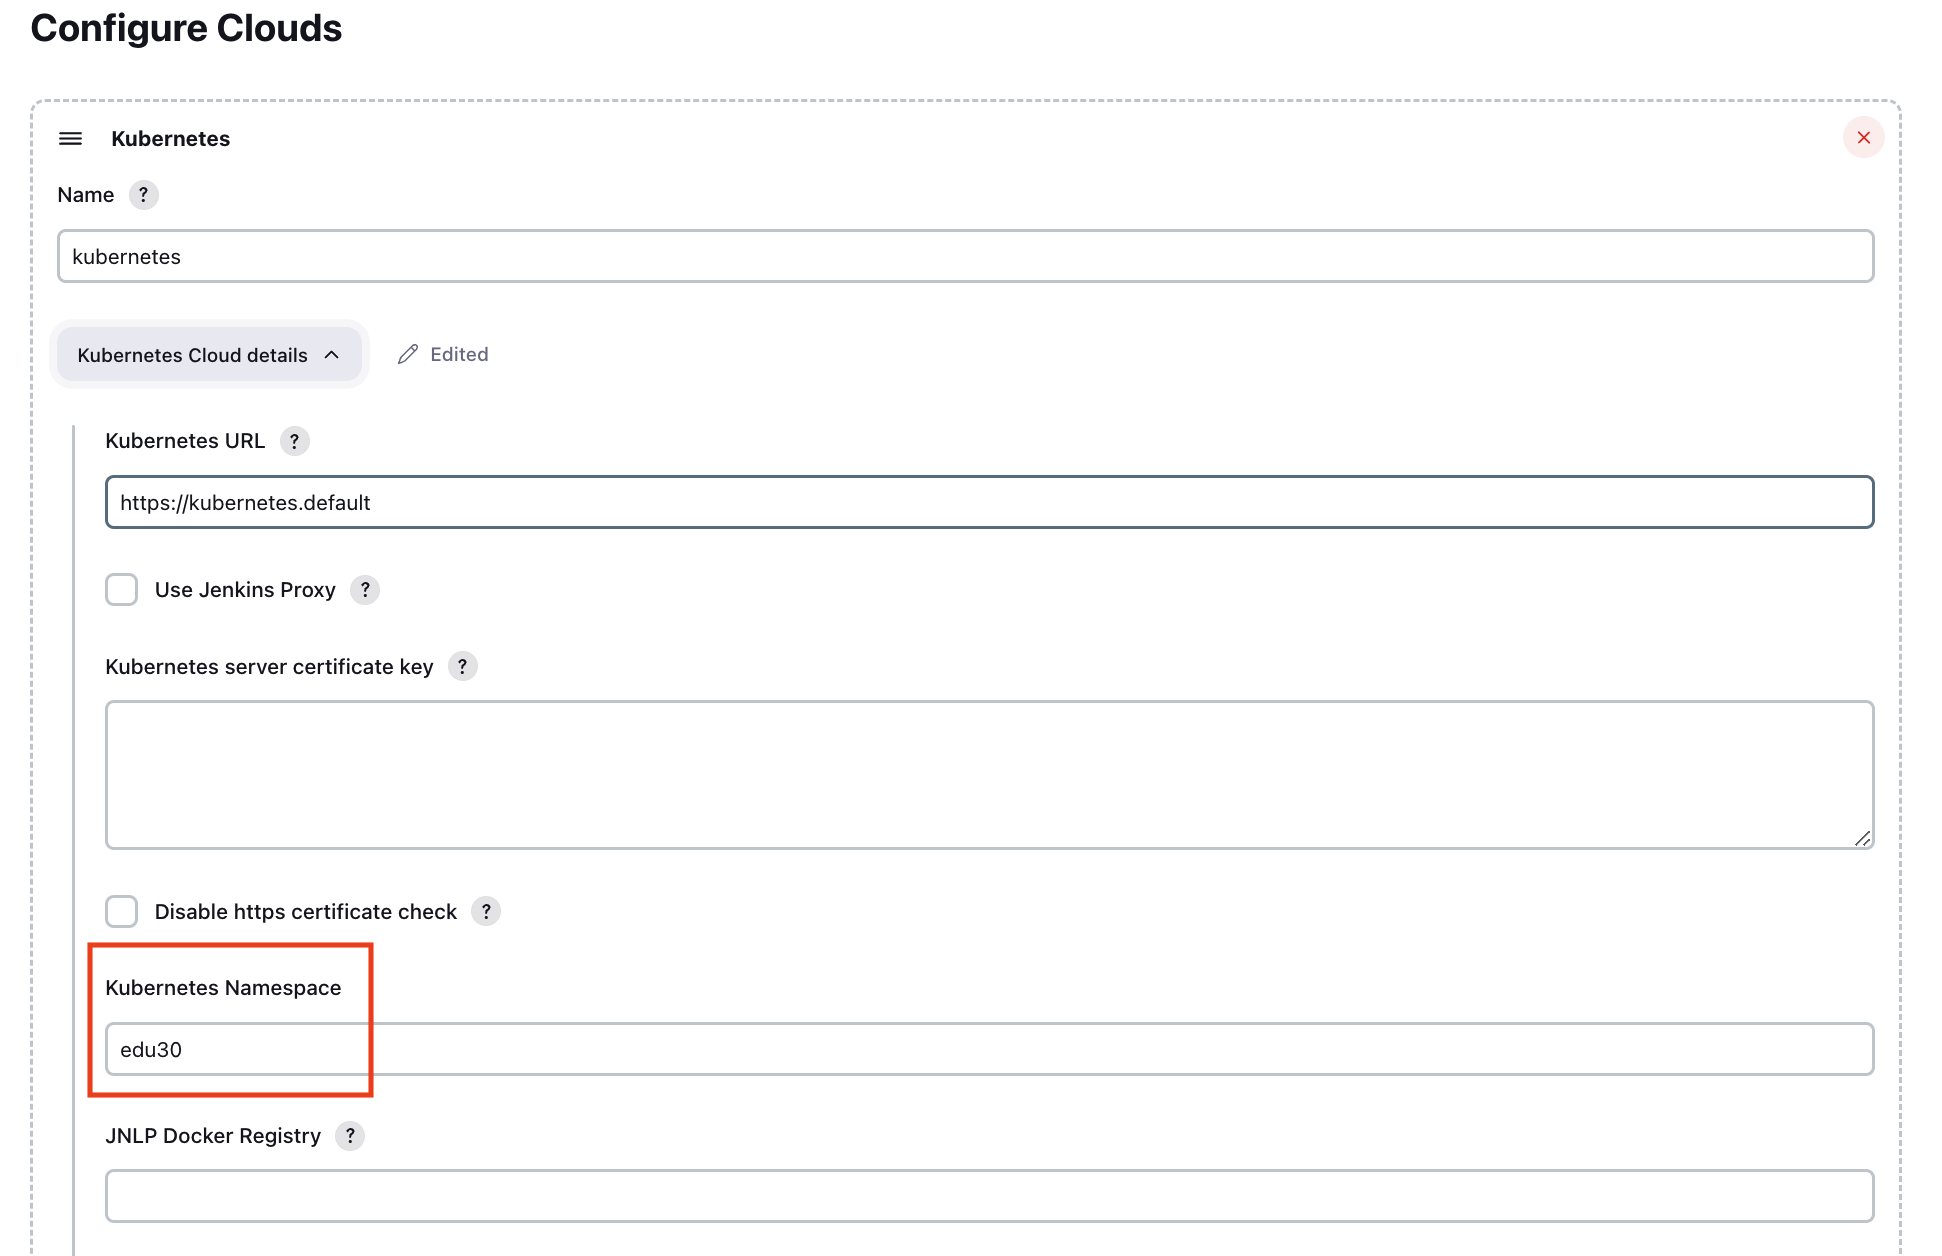 Configure Clouds
Kubernetes
Name ?
kubernetes
Kubernetes Cloud details Edited
Kubernetes URL ?
https://kubernetes.default
Use Jenkins Proxy ?
Kubernetes server certificate key ?
Disable https certificate check ?
Kubernetes Namespace
edu30
JNLP Docker Registry ?